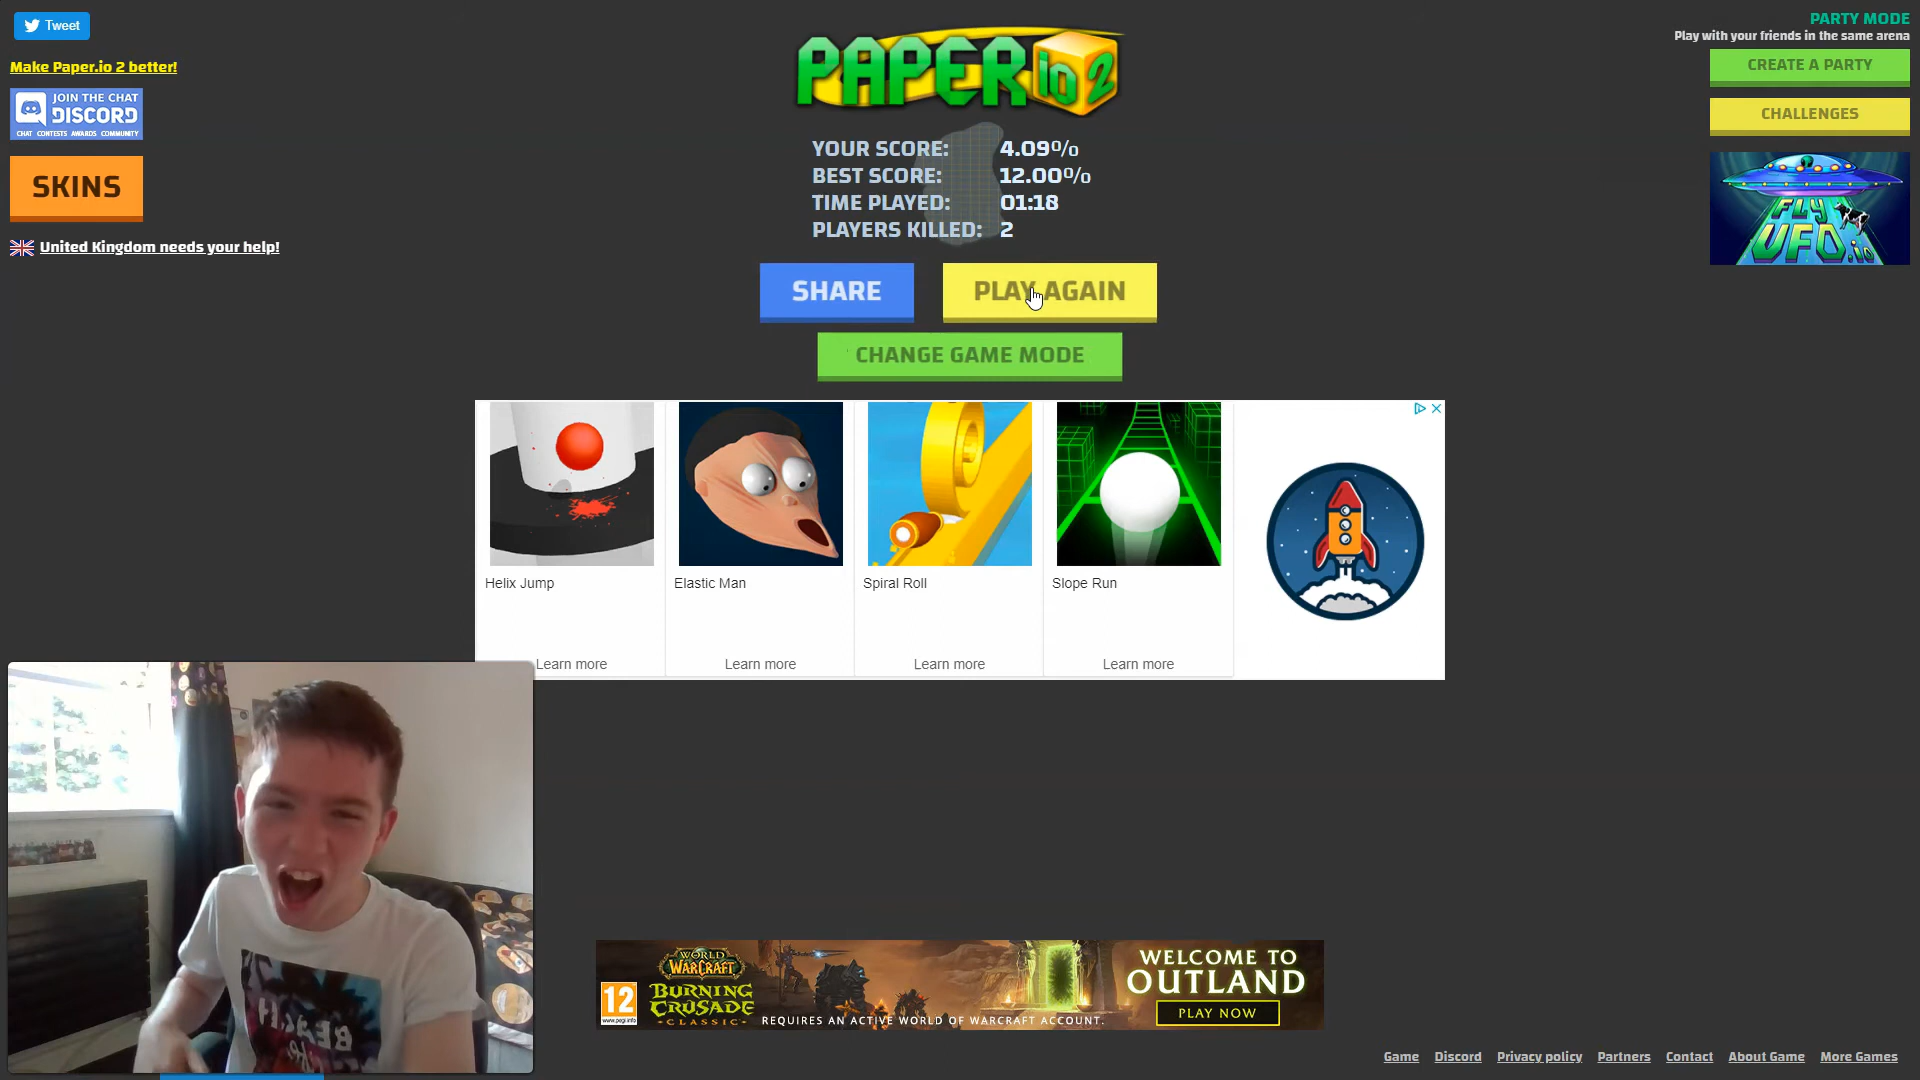 Tweet
Make Paper.io 2 better!
JOIN THE CHAT
DISCORD
CHAT CONTESTS AWARDS COMMUNITY
SKINS
United Kingdom needs your help!
PAPER io 2
YOUR SCORE: 4.09%
BEST SCORE: 12.00%
TIME PLAYED: 01:18
PLAYERS KILLED: 2
SHARE
PLAY AGAIN
CHANGE GAME MODE
PARTY MODE
Play with your friends in the same arena
CREATE A PARTY
CHALLENGES
FLY
UFO.io
Helix Jump
Elastic Man
Spiral Roll
Slope Run
Learn more
Learn more
Learn more
Learn more
WORLD
WARCRAFT
BURNING
CRUSADE
CLASSIC
12
www.pegi.info
REQUIRES AN ACTIVE WORLD OF WARCRAFT ACCOUNT.
WELCOME TO
OUTLAND
PLAY NOW
Game Discord Privacy policy Partners Contact About Game More Games